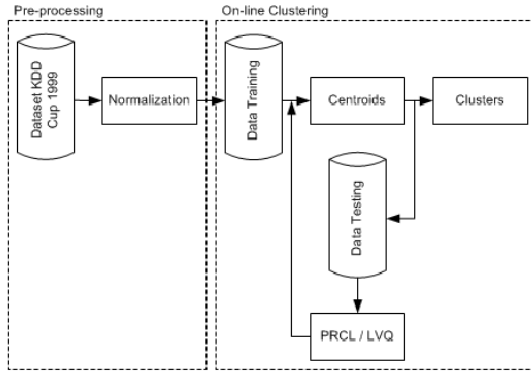 Pre-processing
On-line Clustering
Dataset KDD
Cup 1999
Normalization
Data Training
Centroids
Clusters
Data Testing
PRCL / LVQ